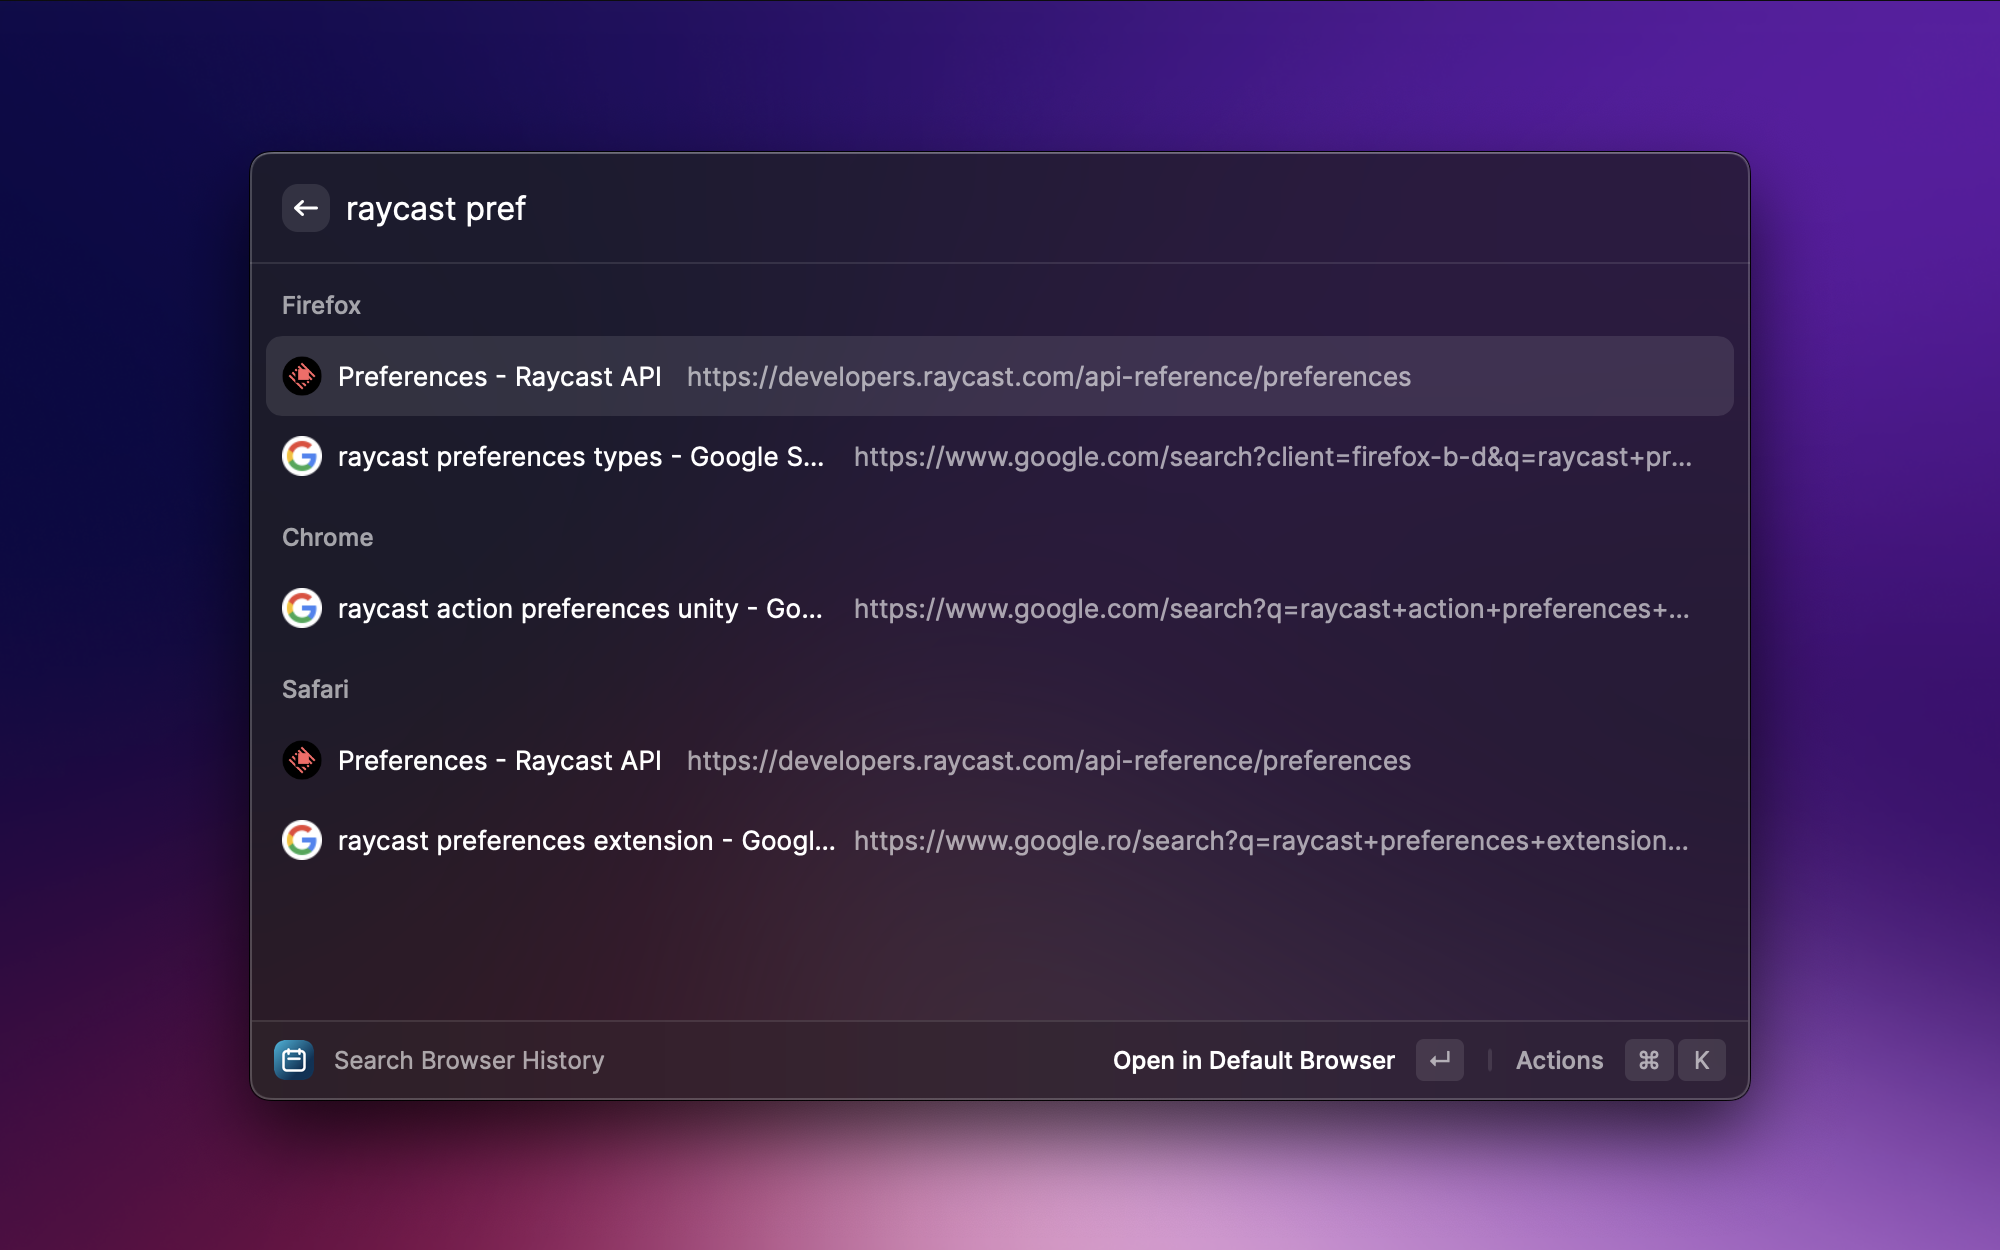 raycast pref
Firefox
Preferences - Raycast API https://developers.raycast.com/api-reference/preferences
raycast preferences types - Google S... https://www.google.com/search?client=firefox-b-d&q=raycast+pr...
Chrome
raycast action preferences unity - Go... https://www.google.com/search?q=raycast+action+preferences+...
Safari
Preferences - Raycast API https://developers.raycast.com/api-reference/preferences
raycast preferences extension - Googl... https://www.google.ro/search?q=raycast+preferences+extension...
Search Browser History Open in Default Browser ↵ | Actions ⌘ K